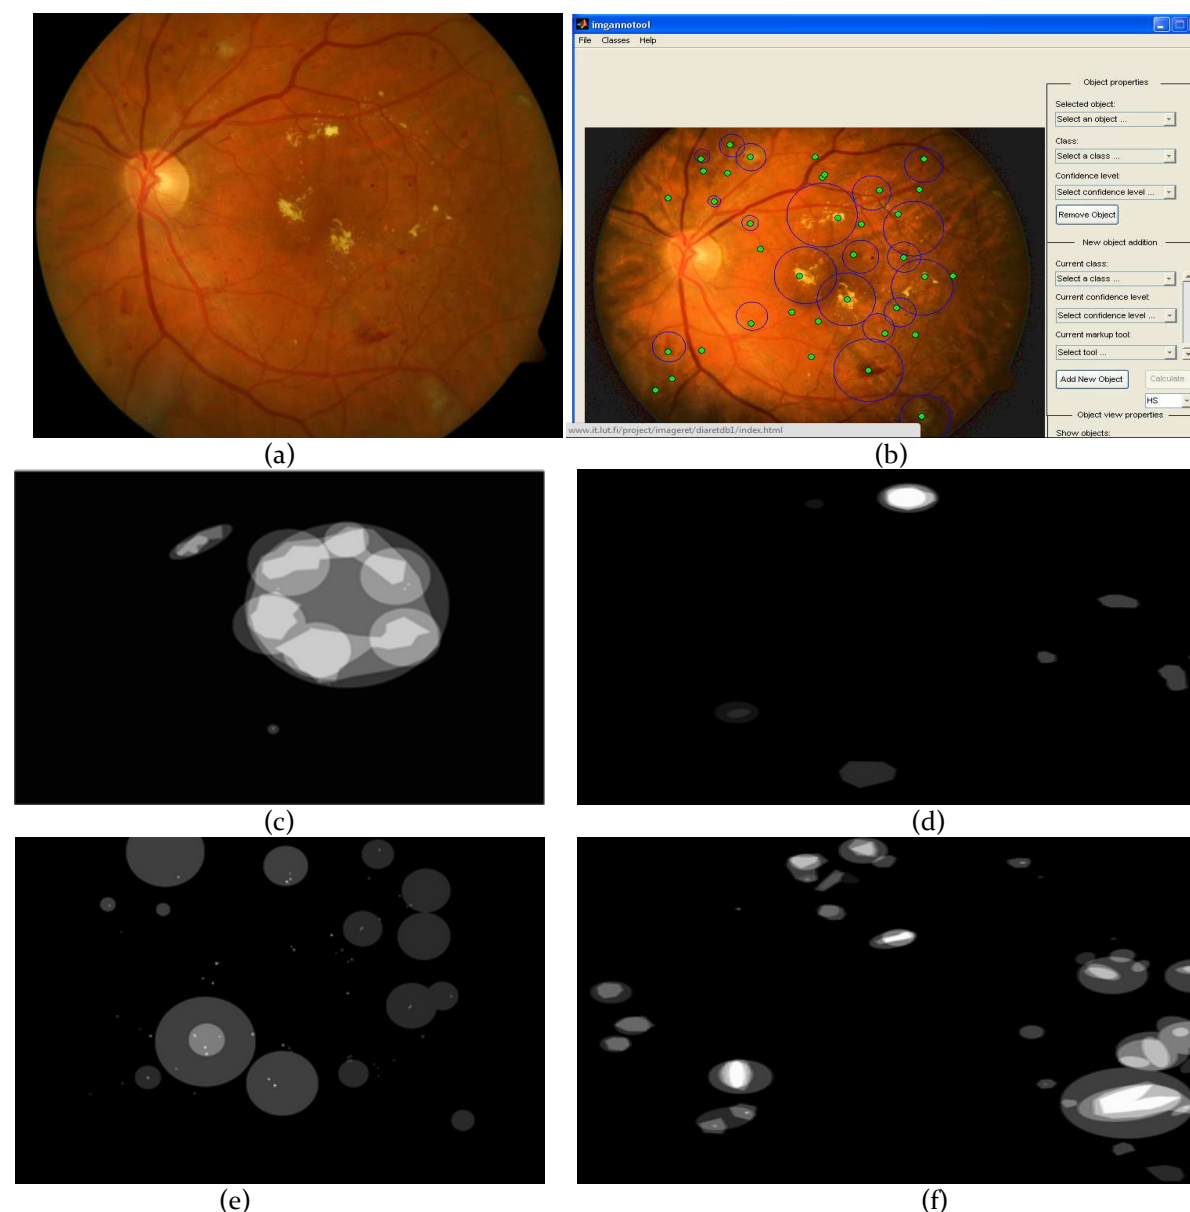 imgannotool
File Classes Help
Object properties
Selected object:
Select an object ...
Class:
Select a class ...
Confidence level:
Select confidence level ...
Remove Object
New object addition
Current class:
Select a class ...
Current confidence level:
Select confidence level ...
Current markup tool:
Select tool ...
Add New Object Calculate
HS
Object view properties
Show objects:
www.it.lut.fi/project/imageret/diaretdb1/index.html
(a) (b)
(c) (d)
(e) (f)